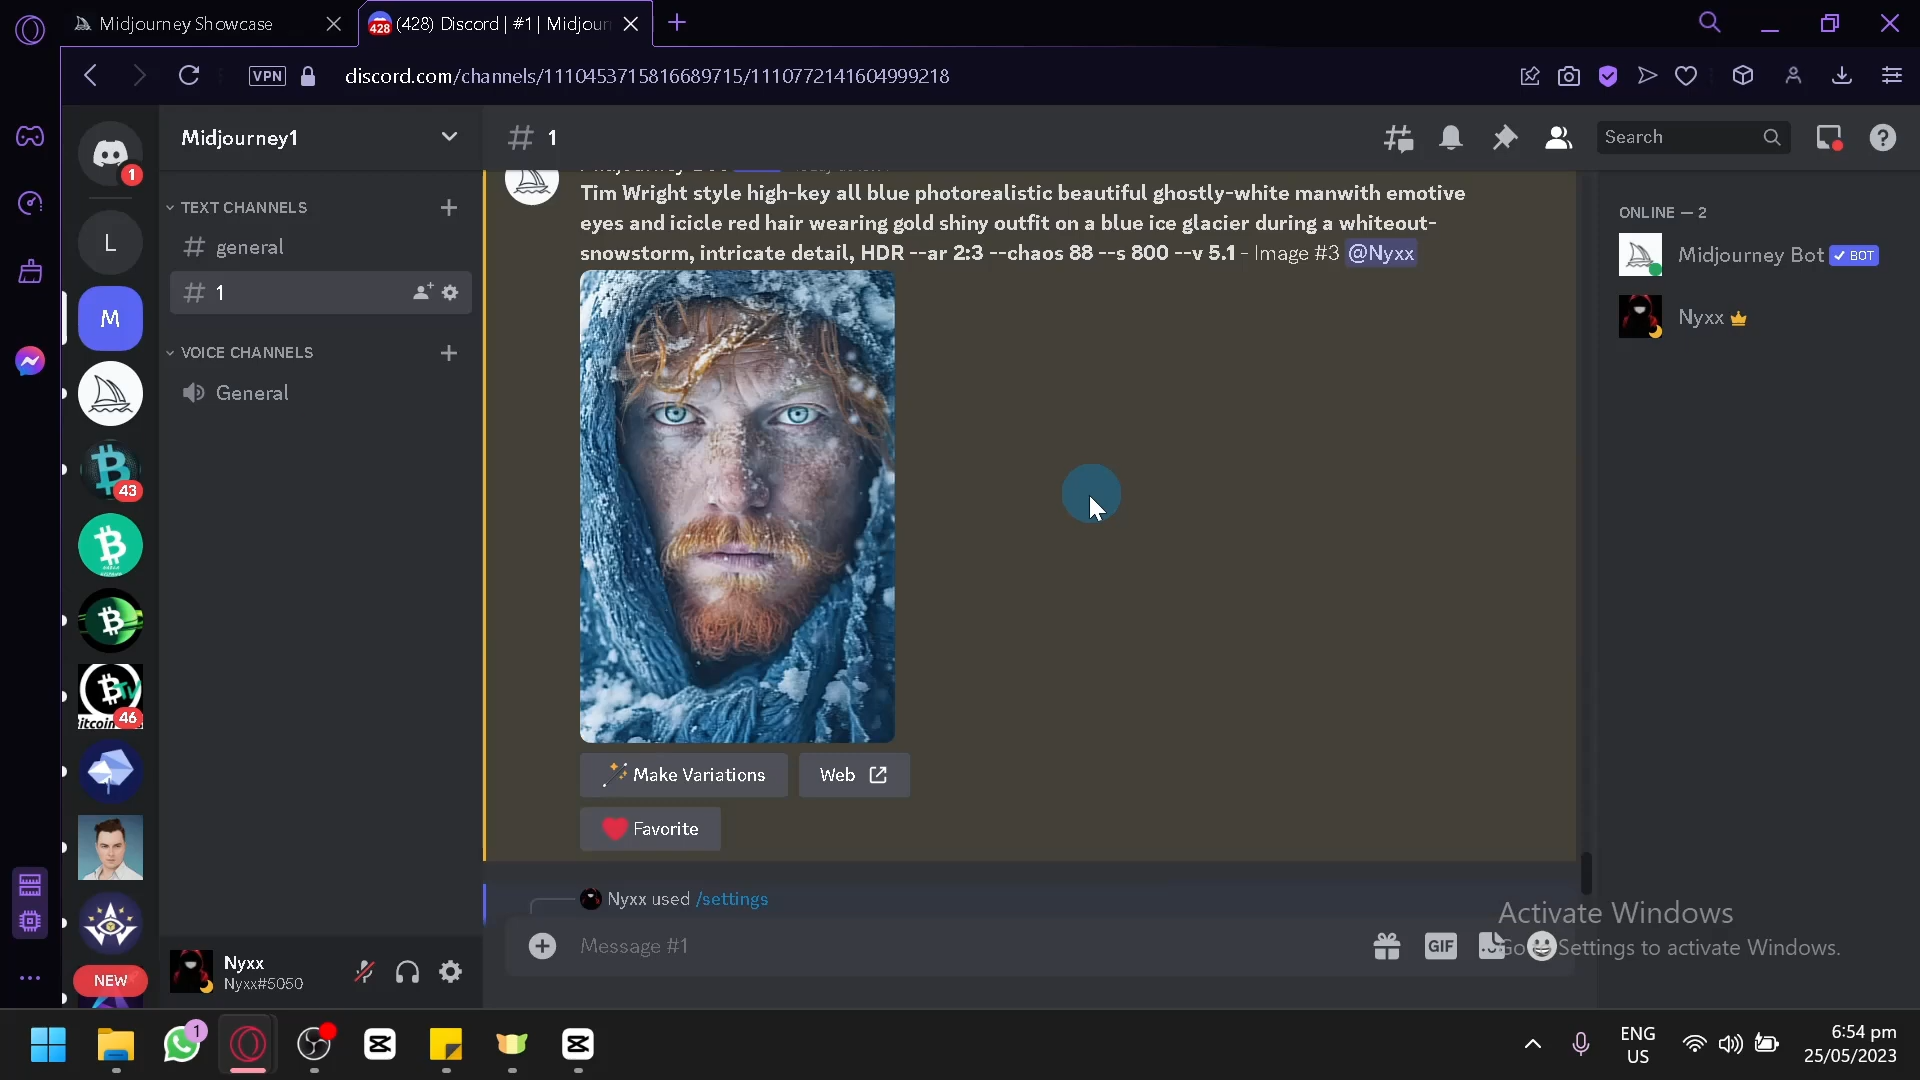 Midjourney Showcase
428
(428) Discord | #1 | Midjour
VPN
discord.com/channels/1110453715816689715/1110772141604999218
1
Midjourney1
# 1
Search
Tim Wright style high-key all blue photorealistic beautiful ghostly-white manwith emotive
eyes and icicle red hair wearing gold shiny outfit on a blue ice glacier during a whiteout-
snowstorm, intricate detail, HDR --ar 2:3 --chaos 88 --s 800 --v 5.1 - Image #3 @Nyxx
TEXT CHANNELS
L
# general
M
# 1
VOICE CHANNELS
General
43
46
NEW
ONLINE — 2
Midjourney Bot ✓ BOT
Nyxx
Make Variations
Web
Favorite
Nyxx used /settings
Message #1
GIF
Activate Windows
Settings to activate Windows.
Nyxx
Nyxx#5050
1
ENG
US
6:54 pm
25/05/2023